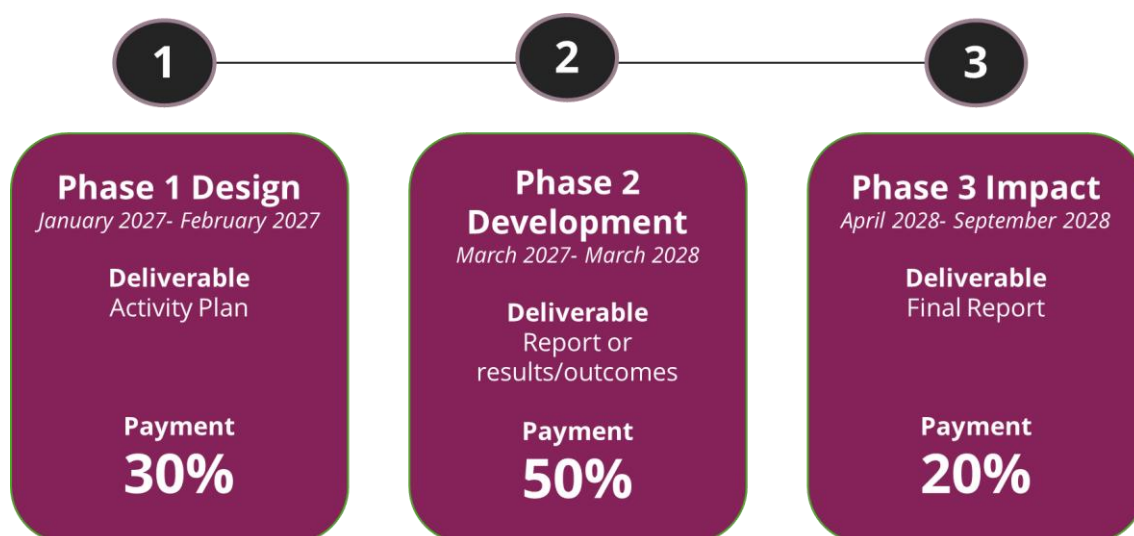 1
2
3
Phase 1 Design
January 2027- February 2027
Deliverable
Activity Plan
Payment
30%
Phase 2
Development
March 2027- March 2028
Deliverable
Report or
results/outcomes
Payment
50%
Phase 3 Impact
April 2028- September 2028
Deliverable
Final Report
Payment
20%